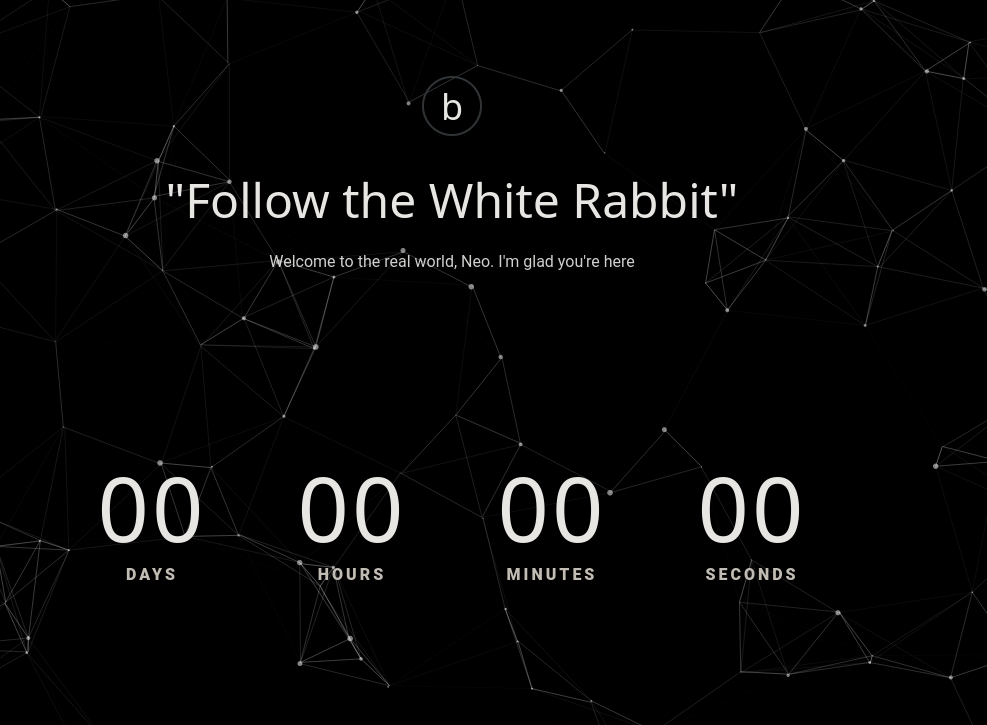 b
"Follow the White Rabbit"
Welcome to the real world, Neo. I'm glad you're here
00 00 00 00
DAYS HOURS MINUTES SECONDS